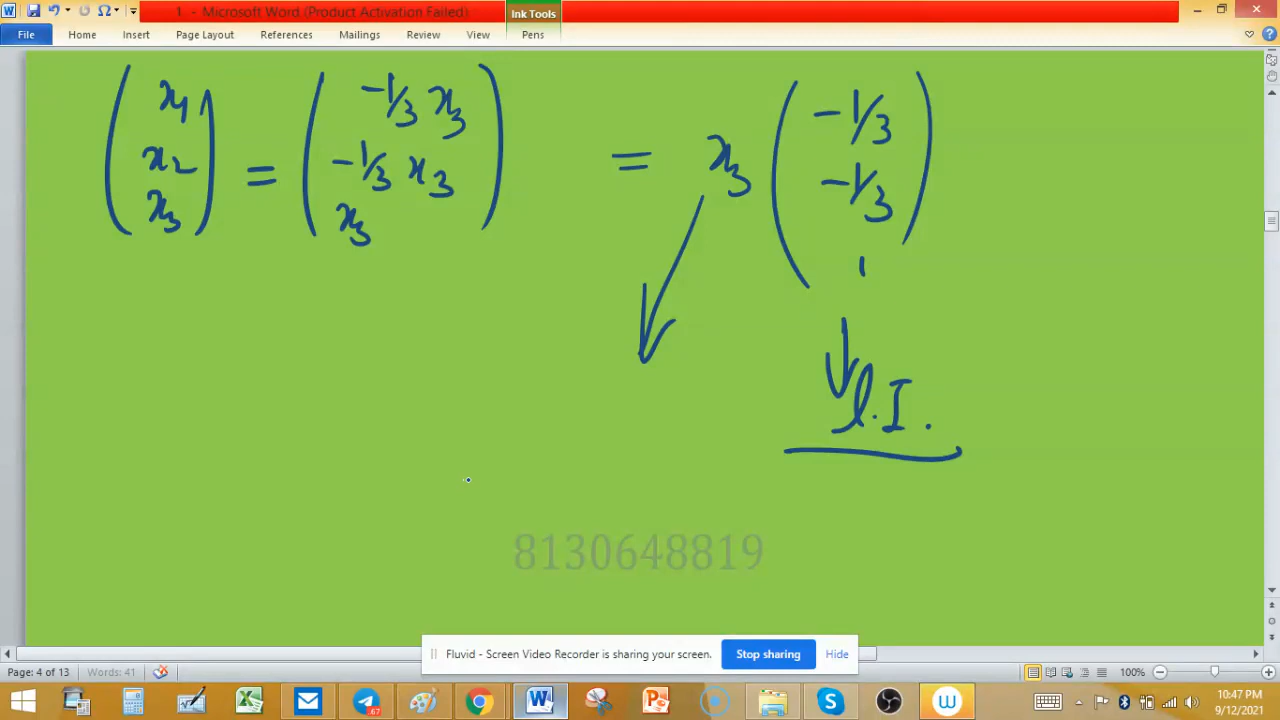 1 - Microsoft Word (Product Activation Failed)
Ink Tools
File Home Insert Page Layout References Mailings Review View Pens
(x1 x2 x3) = (-1/3 x3 -1/3 x3 x3) = x3 (-1/3 -1/3 1)
l.I.
8130648819
Fluvid - Screen Video Recorder is sharing your screen. Stop sharing Hide
Page: 4 of 13 Words: 41 100%
67
10:47 PM
9/12/2021